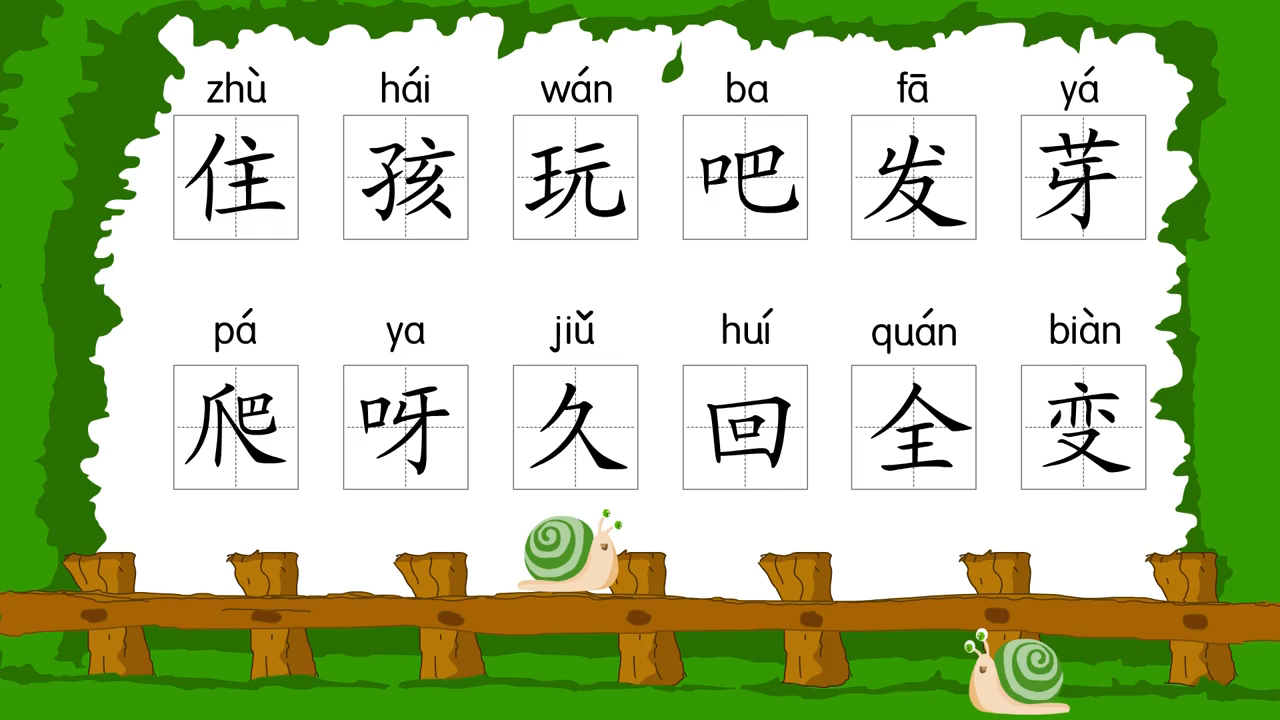 zhù hái wán ba fā yá
住 孩 玩 吧 发 芽
pá ya jiǔ huí quán biàn
爬 呀 久 回 全 变